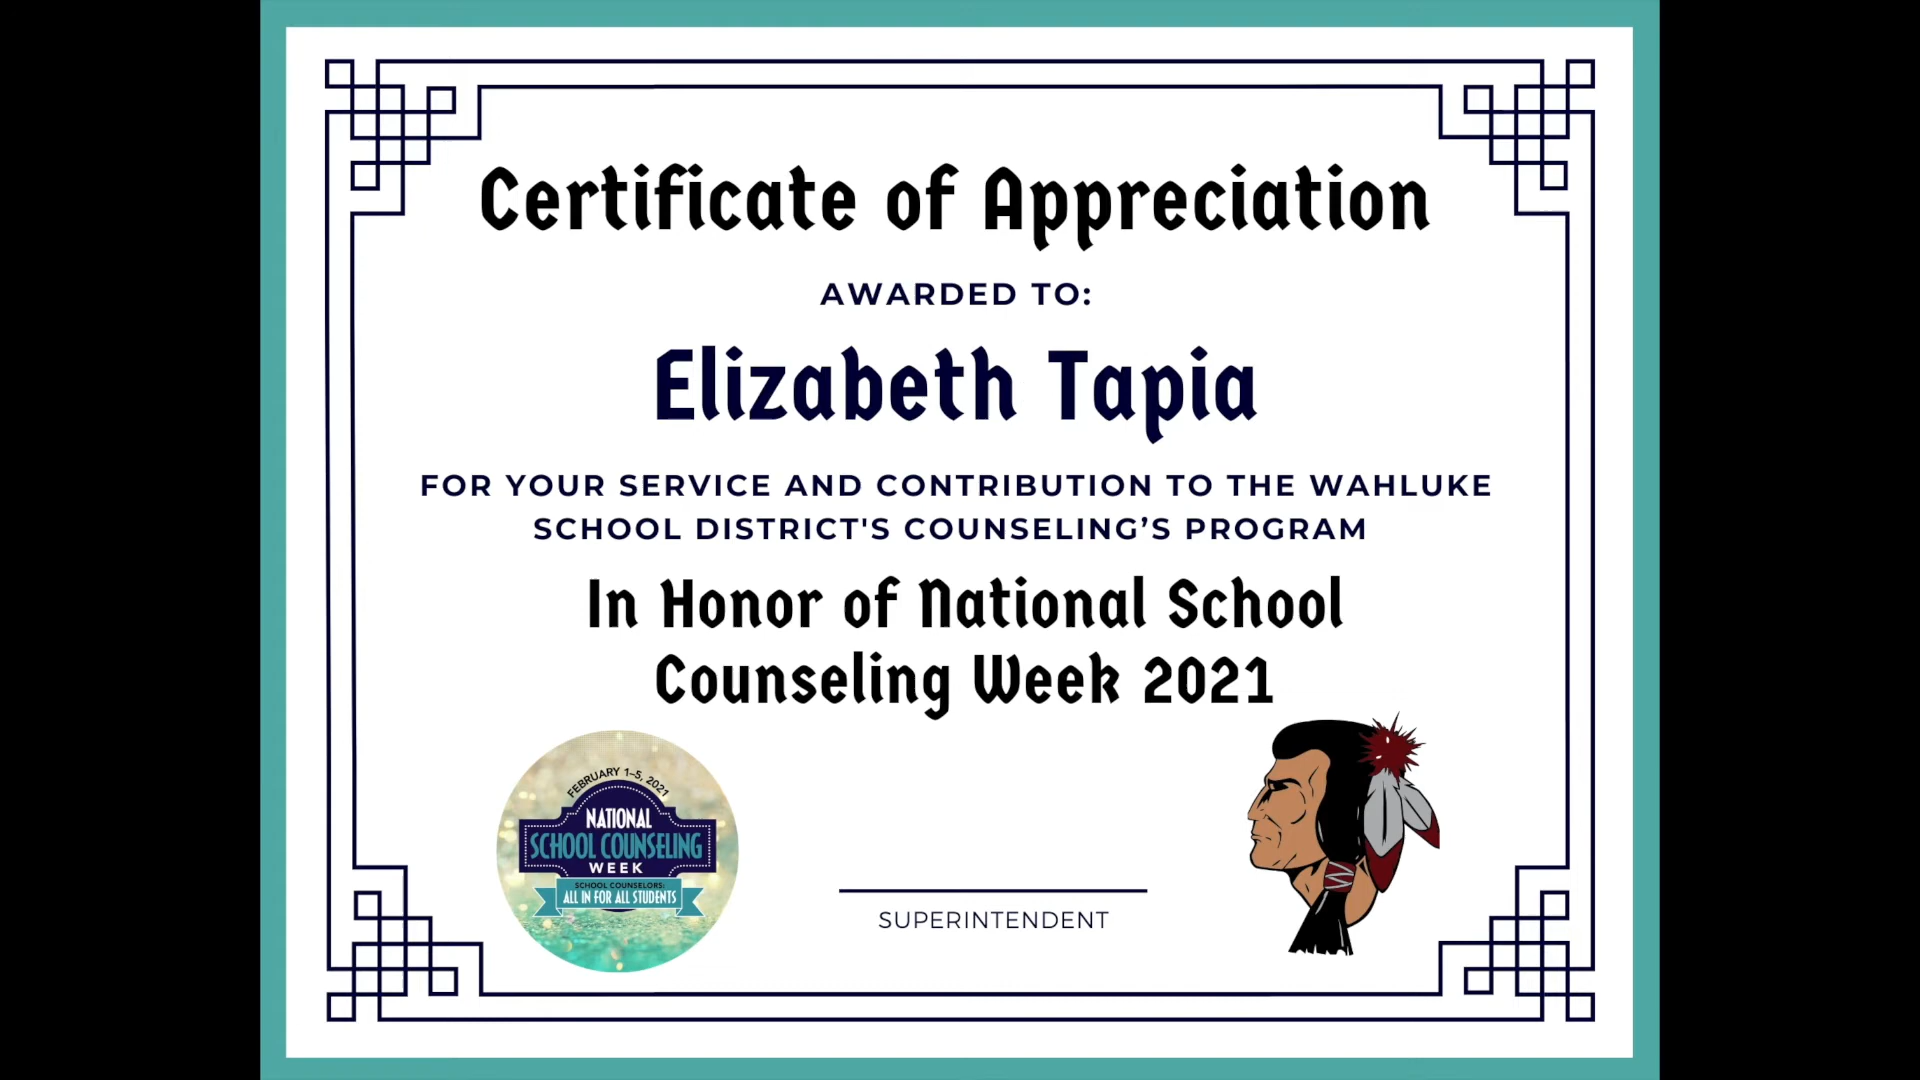 Certificate of Appreciation
AWARDED TO:
Elizabeth Tapia
FOR YOUR SERVICE AND CONTRIBUTION TO THE WAHLUKE
SCHOOL DISTRICT'S COUNSELING’S PROGRAM
In Honor of National School
Counseling Week 2021
FEBRUARY 1–5, 2021
NATIONAL
SCHOOL COUNSELING
WEEK
SCHOOL COUNSELORS:
ALL IN FOR ALL STUDENTS
SUPERINTENDENT
W